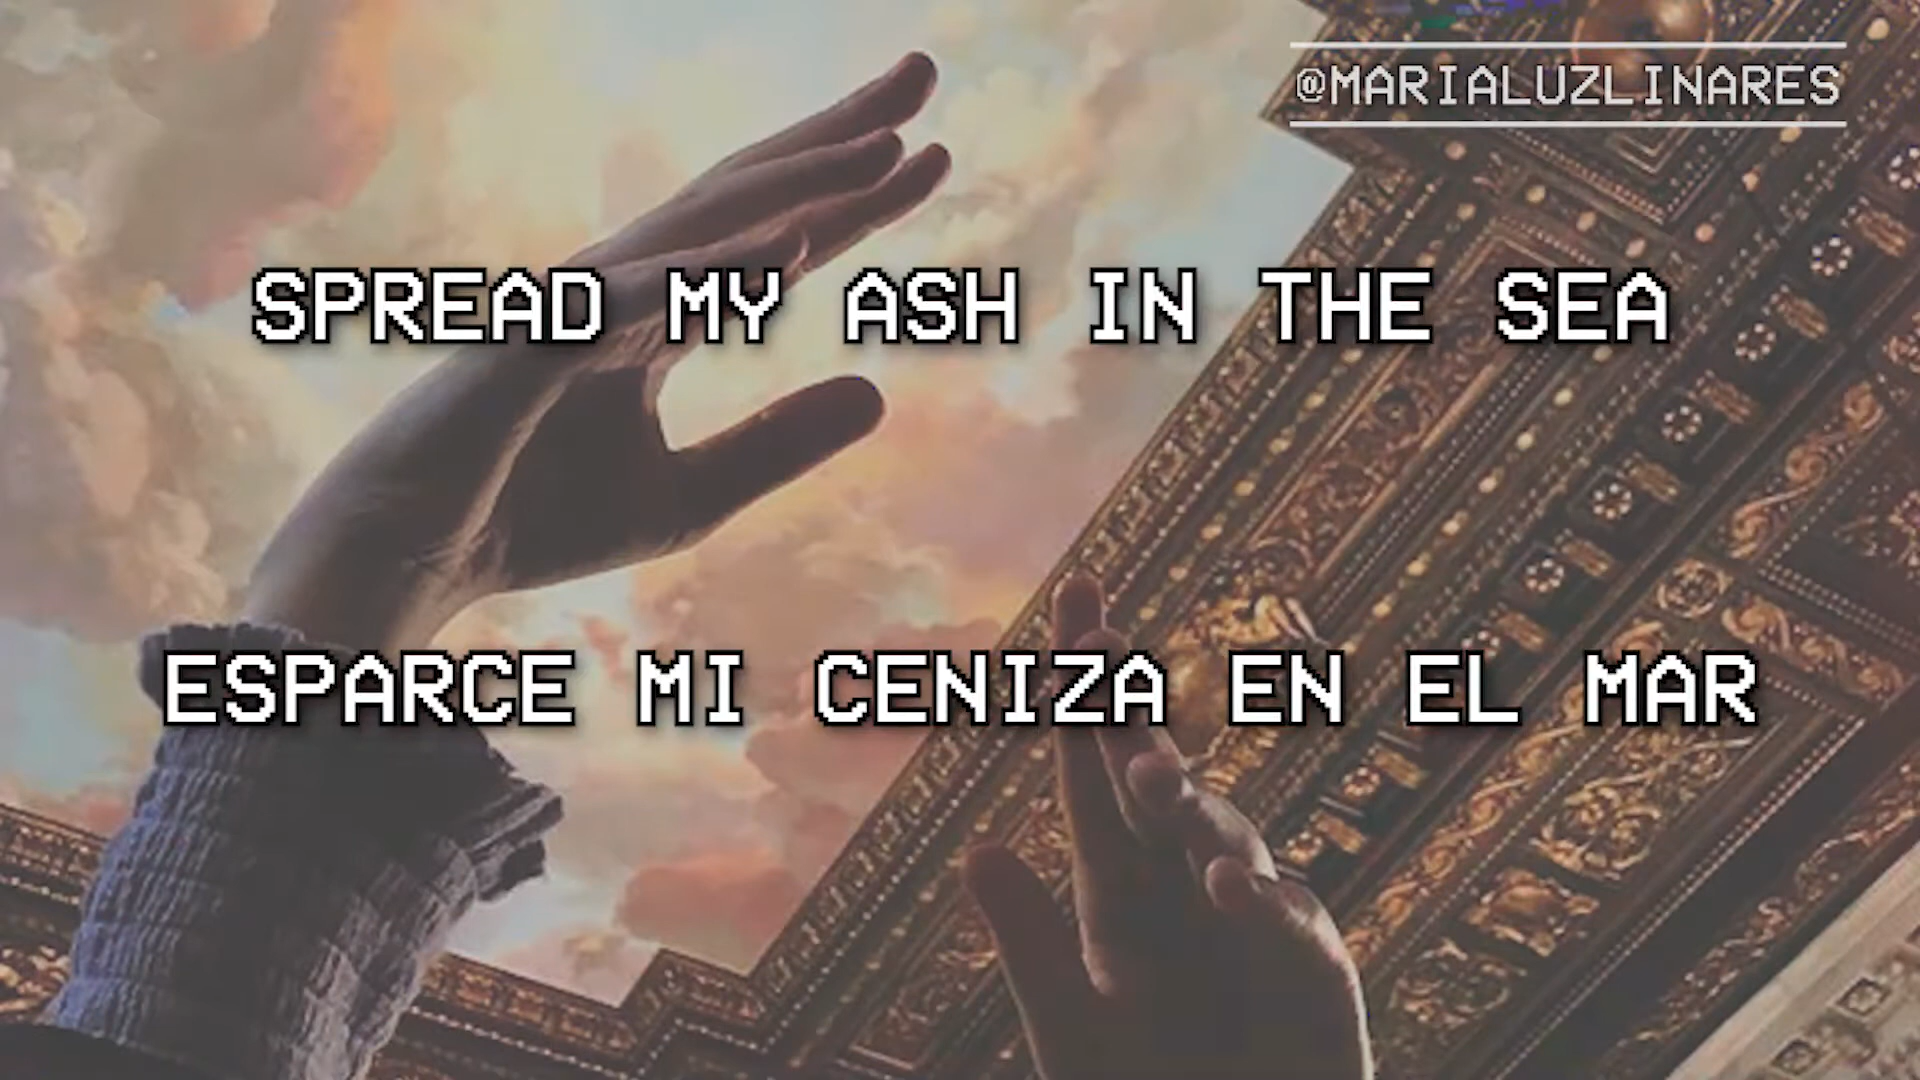 @MARIALUZLINARES
SPREAD MY ASH IN THE SEA
ESPARCE MI CENIZA EN EL MAR